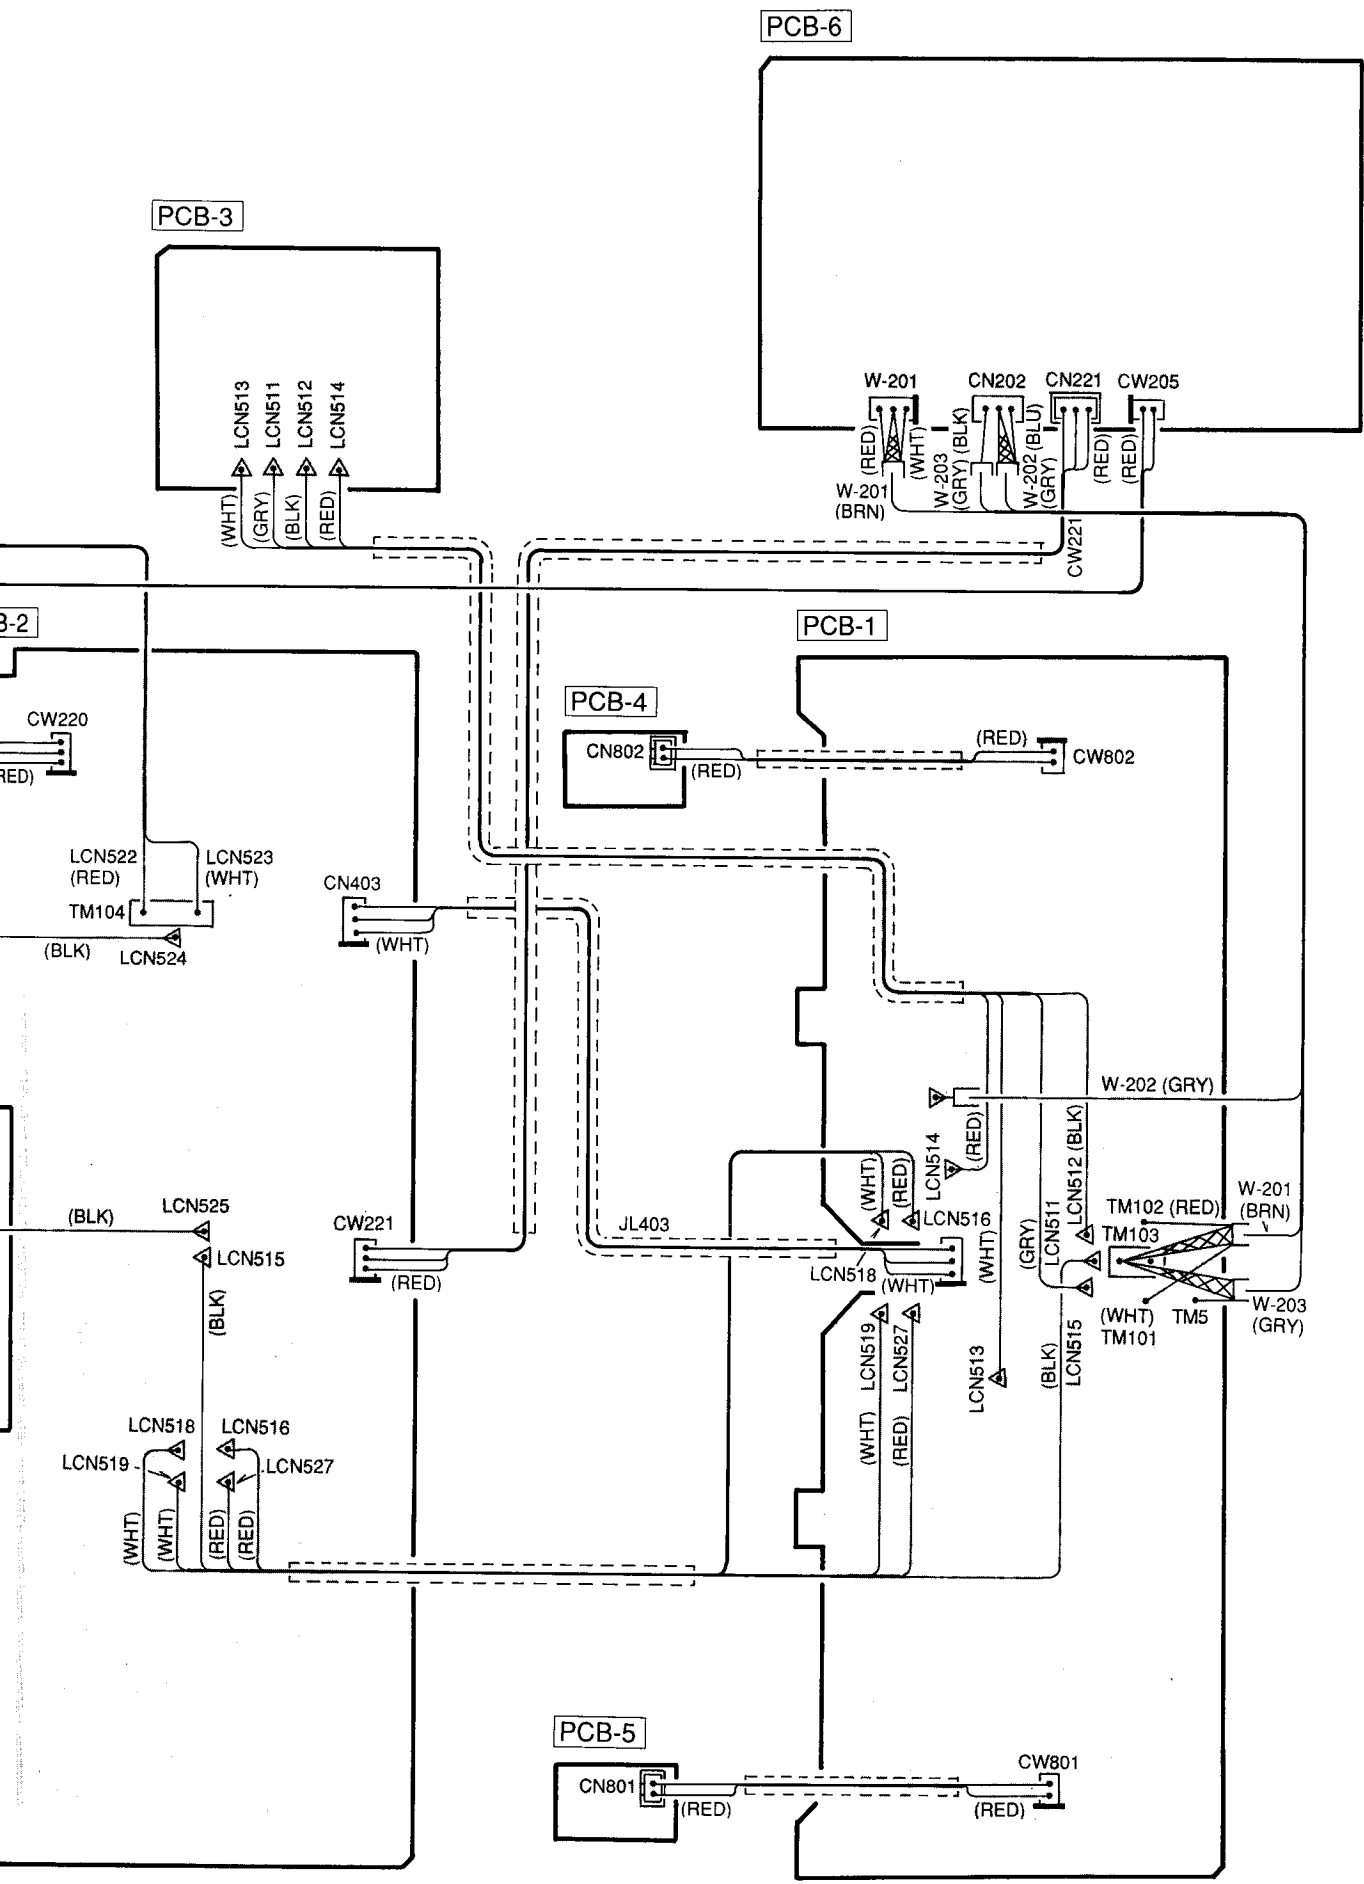 PCB-6
PCB-3
LCN513
LCN511
LCN512
LCN514
(WHT)
(GRY)
(BLK)
(RED)
W-201
CN202
CN221
CW205
(RED)
(WHT)
(BLK)
(BLU)
(RED)
(RED)
W-201
(BRN)
W-203
(GRY)
W-202
(GRY)
CW221
B-2
PCB-1
PCB-4
CW220
RED)
CN802
(RED)
(RED)
CW802
LCN522
(RED)
LCN523
(WHT)
TM104
(BLK)
LCN524
CN403
(WHT)
W-202 (GRY)
LCN514
(RED)
LCN512 (BLK)
LCN511
(GRY)
(WHT)
(WHT)
(RED)
LCN516
TM102 (RED)
TM103
W-201
(BRN)
LCN525
(BLK)
LCN515
(BLK)
CW221
(RED)
JL403
LCN518
(WHT)
(WHT)
TM101
TM5
W-203
(GRY)
LCN519
LCN527
(WHT)
(RED)
LCN513
(BLK)
LCN515
LCN518
LCN516
LCN519
LCN527
(WHT)
(WHT)
(RED)
(RED)
PCB-5
CN801
(RED)
(RED)
CW801